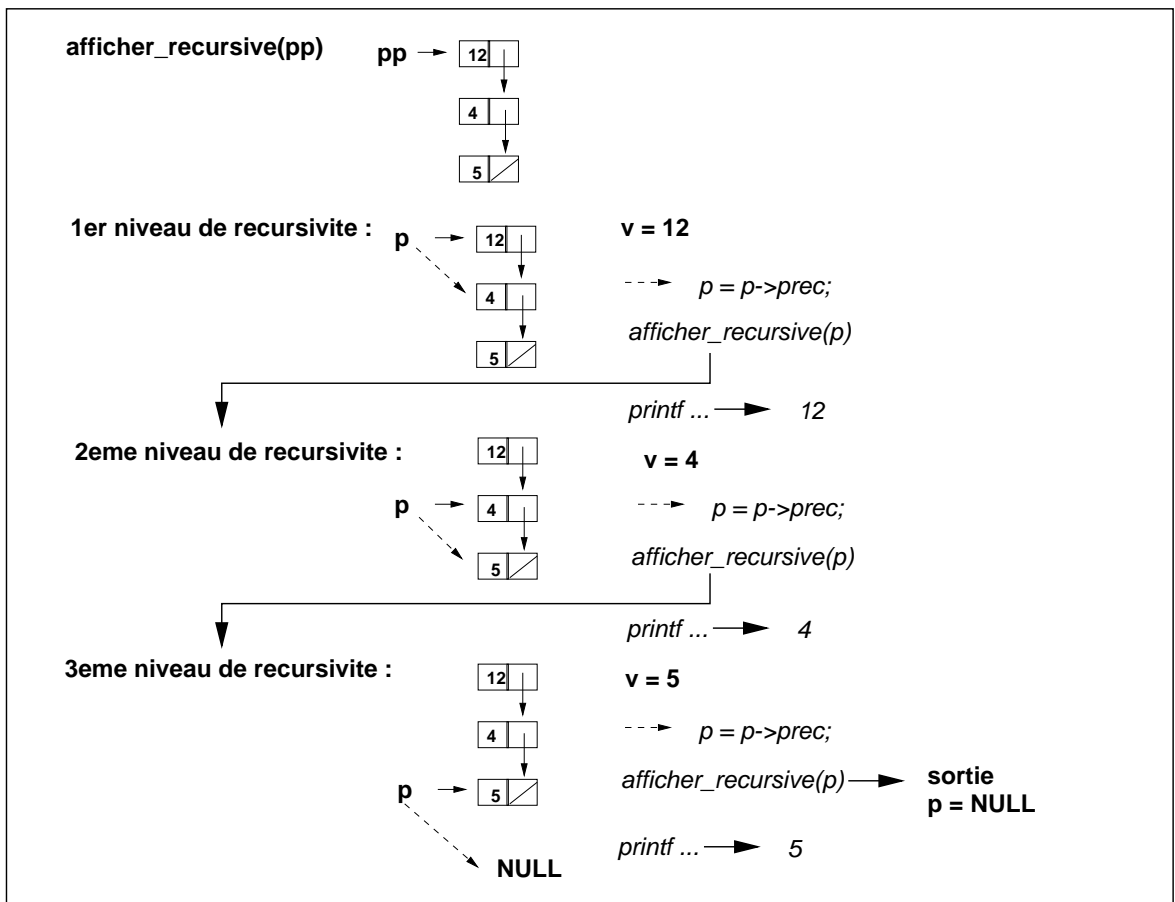 afficher_recursive(pp) pp 12
4
5
1er niveau de recursivite : p 12 v = 12
4 p = p->prec;
5 afficher_recursive(p)
printf ... 12
2eme niveau de recursivite : 12 v = 4
p 4 p = p->prec;
5 afficher_recursive(p)
printf ... 4
3eme niveau de recursivite : 12 v = 5
4 p = p->prec;
p 5 afficher_recursive(p) sortie
p = NULL
printf ... 5
NULL